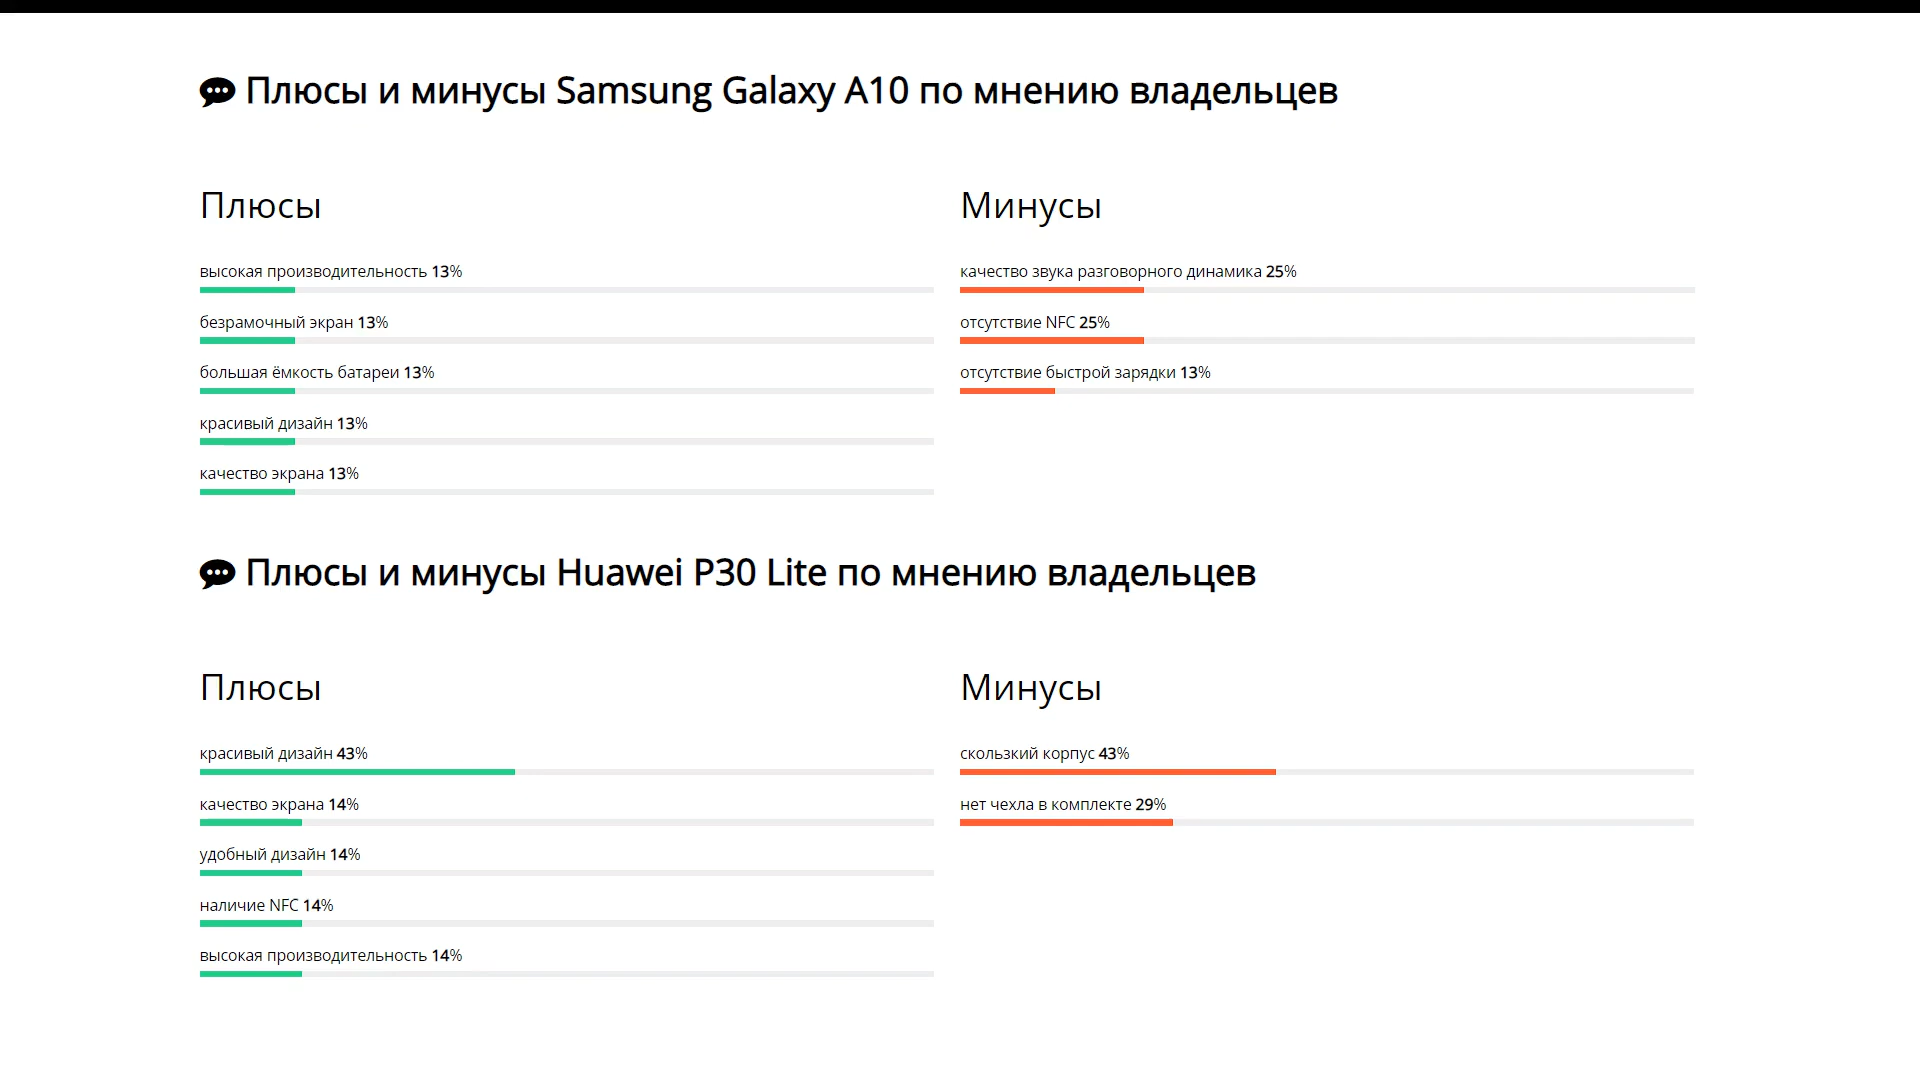 Плюсы и минусы Samsung Galaxy A10 по мнению владельцев
Плюсы
высокая производительность 13%
безрамочный экран 13%
большая ёмкость батареи 13%
красивый дизайн 13%
качество экрана 13%
Минусы
качество звука разговорного динамика 25%
отсутствие NFC 25%
отсутствие быстрой зарядки 13%
Плюсы и минусы Huawei P30 Lite по мнению владельцев
Плюсы
красивый дизайн 43%
качество экрана 14%
удобный дизайн 14%
наличие NFC 14%
высокая производительность 14%
Минусы
скользкий корпус 43%
нет чехла в комплекте 29%